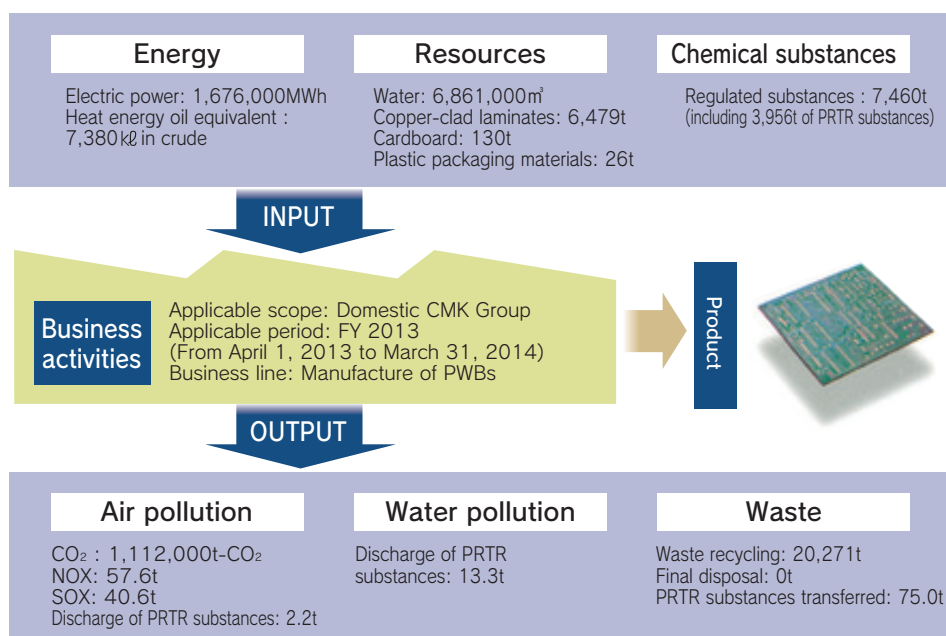 Energy
Electric power: 1,676,000MWh
Heat energy oil equivalent :
7,380㎘ in crude
Resources
Water: 6,861,000㎥
Copper-clad laminates: 6,479t
Cardboard: 130t
Plastic packaging materials: 26t
Chemical substances
Regulated substances : 7,460t
(including 3,956t of PRTR substances)
INPUT
Business
activities
Applicable scope: Domestic CMK Group
Applicable period: FY 2013
(From April 1, 2013 to March 31, 2014)
Business line: Manufacture of PWBs
Product
OUTPUT
Air pollution
CO₂ : 1,112,000t-CO₂
NOX: 57.6t
SOX: 40.6t
Discharge of PRTR substances: 2.2t
Water pollution
Discharge of PRTR
substances: 13.3t
Waste
Waste recycling: 20,271t
Final disposal: 0t
PRTR substances transferred: 75.0t